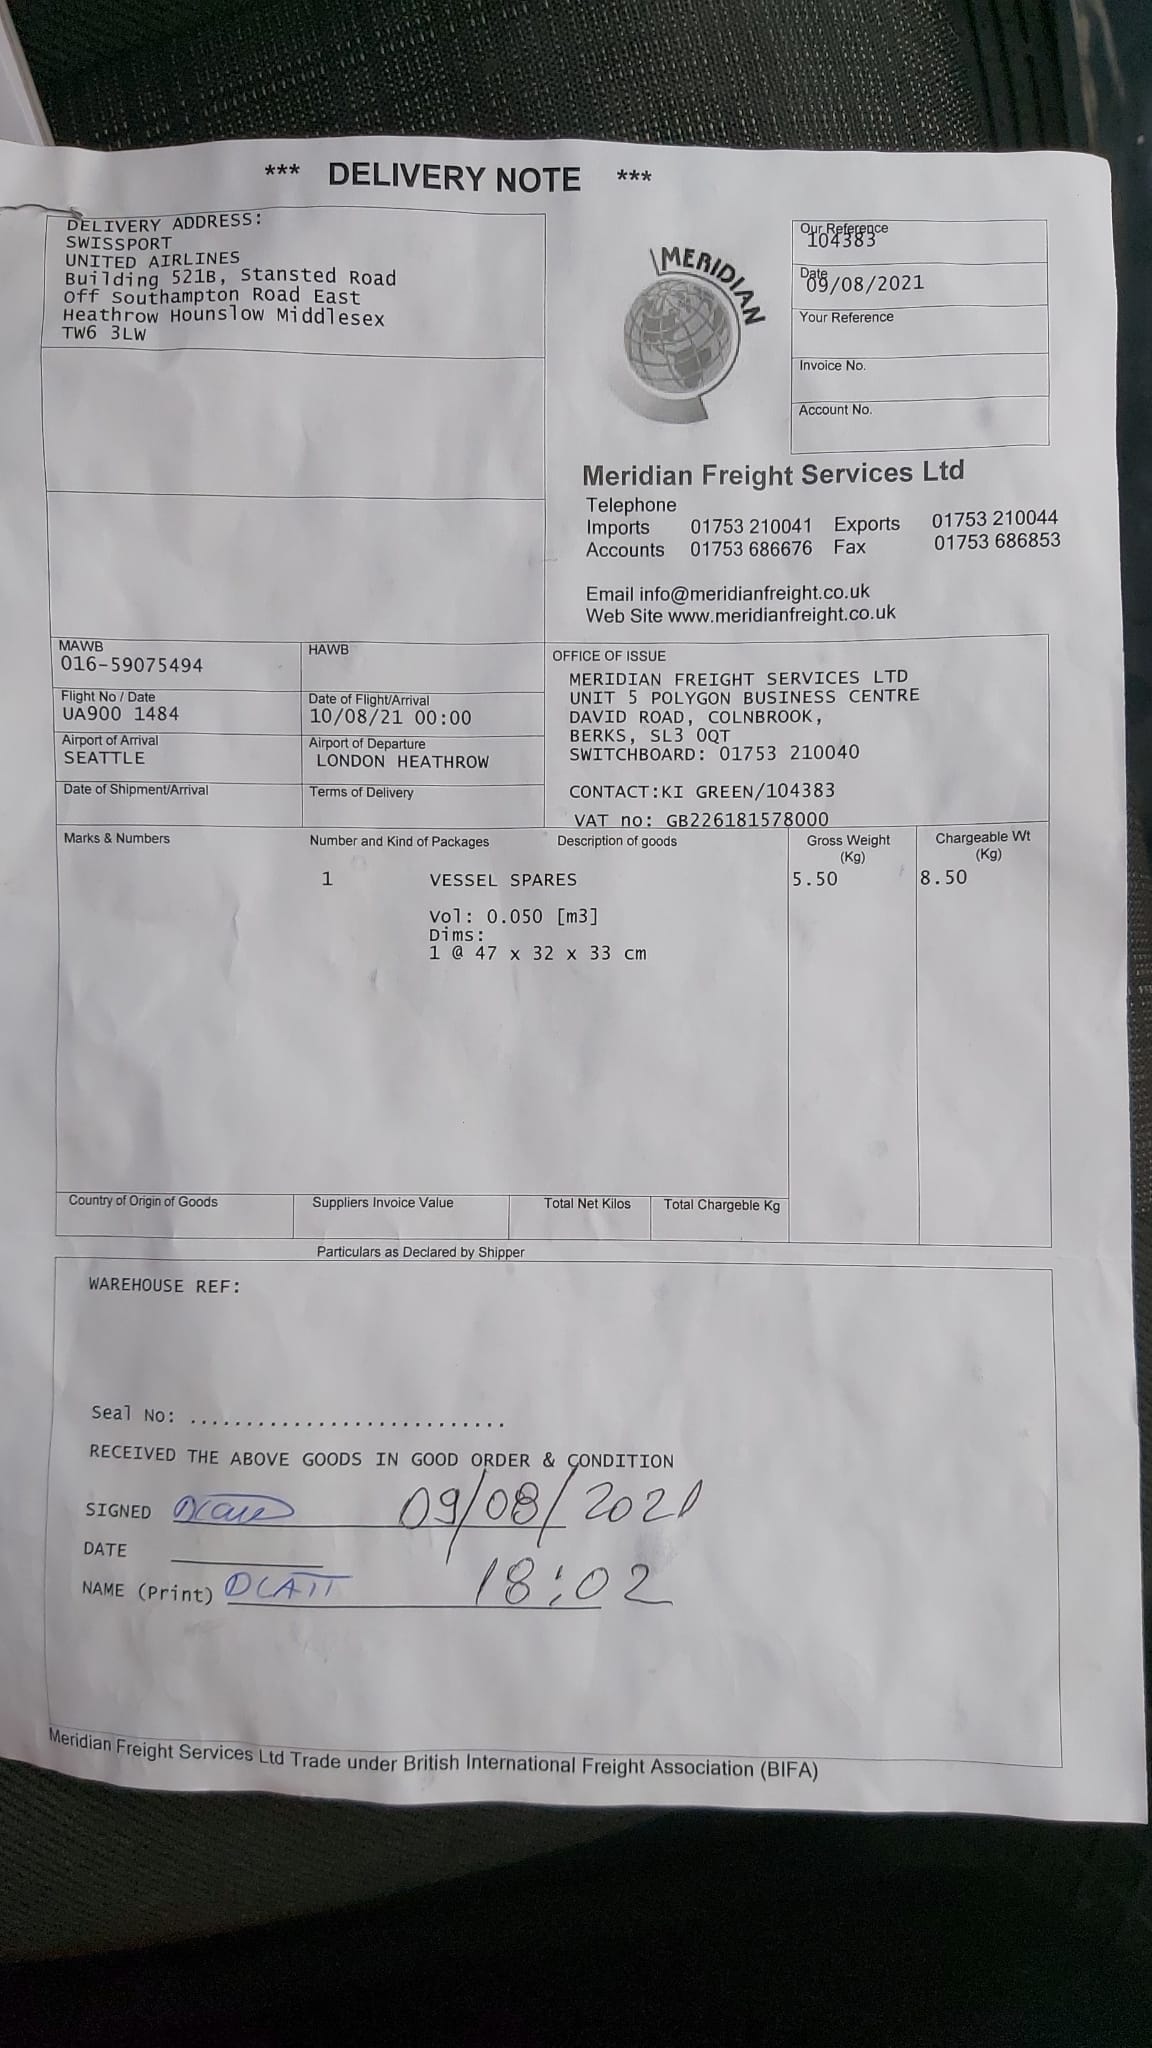 *** DELIVERY NOTE ***
DELIVERY ADDRESS:
SWISSPORT
UNITED AIRLINES
Building 521B, Stansted Road
Off Southampton Road East
Heathrow Hounslow Middlesex
TW6 3LW
MERIDIAN
Our Reference
104383
Date
09/08/2021
Your Reference
Invoice No.
Account No.
Meridian Freight Services Ltd
Telephone
Imports 01753 210041 Exports 01753 210044
Accounts 01753 686676 Fax 01753 686853
Email info@meridianfreight.co.uk
Web Site www.meridianfreight.co.uk
MAWB HAWB
016-59075494
Flight No / Date Date of Flight/Arrival
UA900 1484 10/08/21 00:00
Airport of Arrival Airport of Departure
SEATTLE LONDON HEATHROW
Date of Shipment/Arrival Terms of Delivery
OFFICE OF ISSUE
MERIDIAN FREIGHT SERVICES LTD
UNIT 5 POLYGON BUSINESS CENTRE
DAVID ROAD, COLNBROOK,
BERKS, SL3 0QT
SWITCHBOARD: 01753 210040
CONTACT:KI GREEN/104383
VAT no: GB226181578000
Marks & Numbers Number and Kind of Packages Description of goods Gross Weight (Kg) Chargeable Wt (Kg)
1 VESSEL SPARES 5.50 8.50
Vol: 0.050 [m3]
Dims:
1 @ 47 x 32 x 33 cm
Country of Origin of Goods Suppliers Invoice Value Total Net Kilos Total Chargeble Kg
Particulars as Declared by Shipper
WAREHOUSE REF:
Seal No: ............................
RECEIVED THE ABOVE GOODS IN GOOD ORDER & CONDITION
SIGNED 09/08/2021
DATE
NAME (Print) DCATT 18:02
Meridian Freight Services Ltd Trade under British International Freight Association (BIFA)